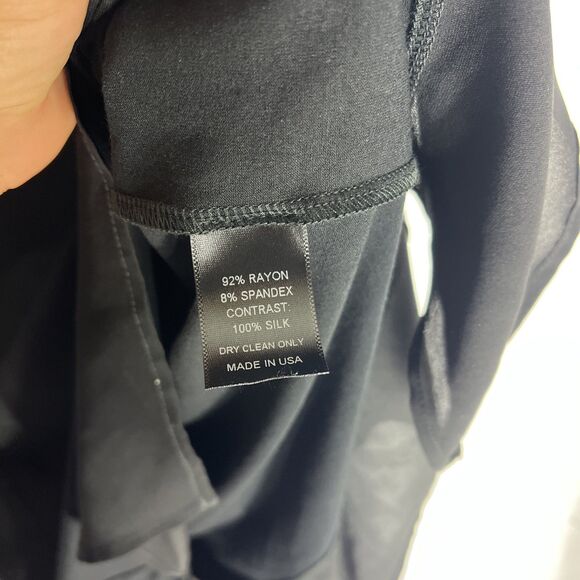 92% RAYON
8% SPANDEX
CONTRAST:
100% SILK
DRY CLEAN ONLY
MADE IN USA